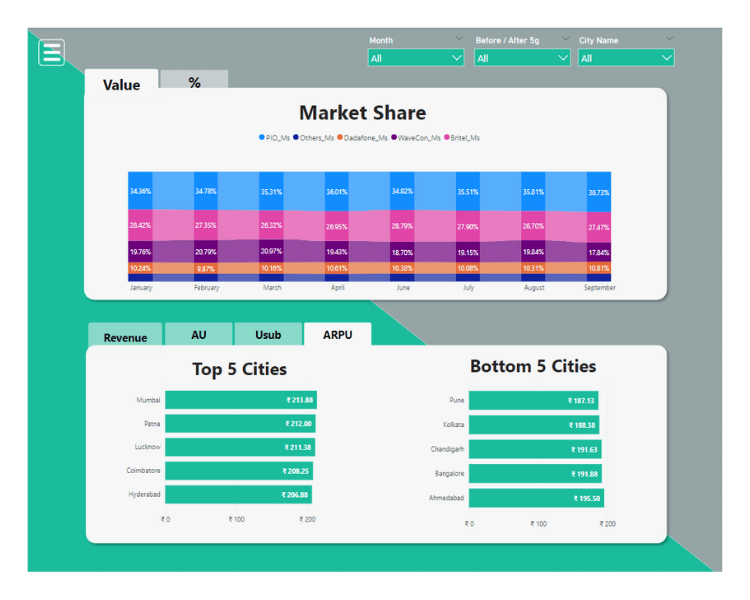 Month Before / After 5g City Name
All All All
Value %
Market Share
PIO_Ms Others_Ms Dadafone_Ms WaveCon_Ms Britel_Ms
34.36% 34.78% 35.31% 36.01% 34.82% 35.51% 35.81% 36.73%
28.42% 27.35% 26.32% 26.95% 28.79% 27.90% 26.70% 27.47%
19.76% 20.79% 20.97% 19.43% 18.70% 19.15% 19.84% 17.84%
10.24% 9.87% 10.16% 10.61% 10.38% 10.08% 10.31% 10.81%
January February March April June July August September
Revenue AU Usub ARPU
Top 5 Cities
Mumbai ₹ 213.88
Patna ₹ 212.00
Lucknow ₹ 211.38
Coimbatore ₹ 208.25
Hyderabad ₹ 206.88
₹ 0 ₹ 100 ₹ 200
Bottom 5 Cities
Pune ₹ 187.13
Kolkata ₹ 188.38
Chandigarh ₹ 191.63
Bangalore ₹ 191.88
Ahmedabad ₹ 195.50
₹ 0 ₹ 100 ₹ 200